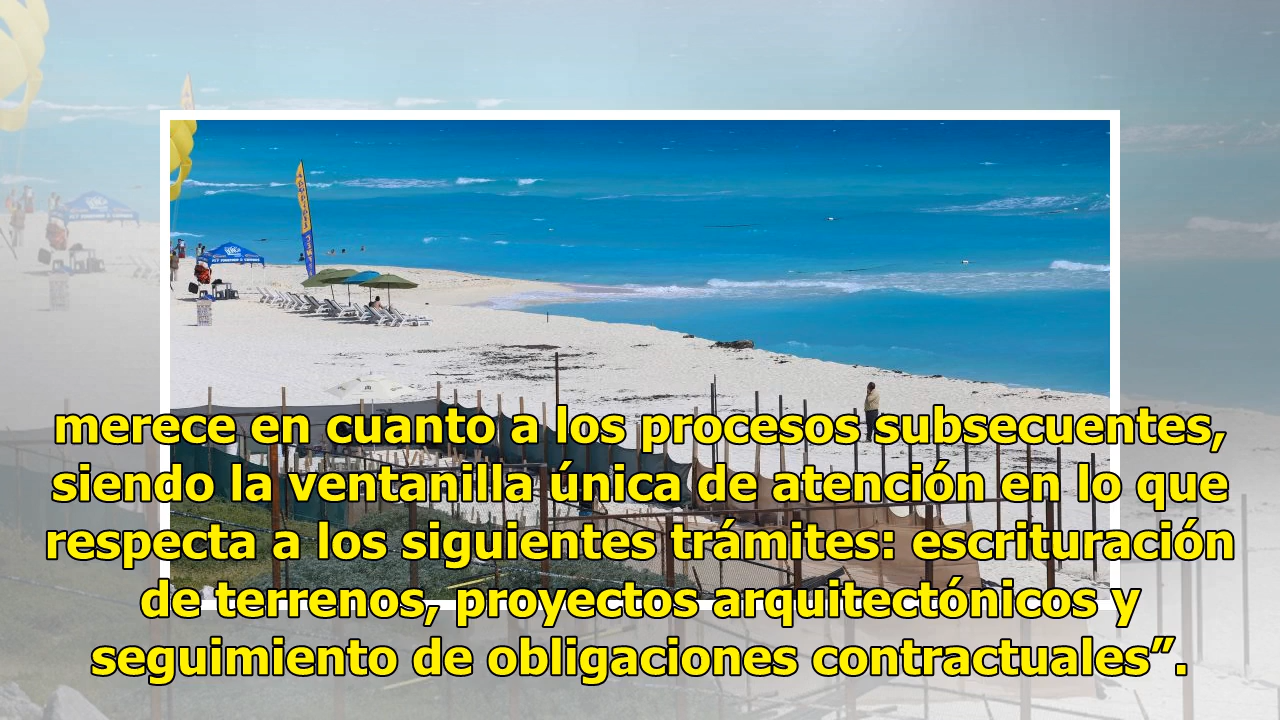 merece en cuanto a los procesos subsecuentes,
siendo la ventanilla única de atención en lo que
respecta a los siguientes trámites: escrituración
de terrenos, proyectos arquitectónicos y
seguimiento de obligaciones contractuales”.